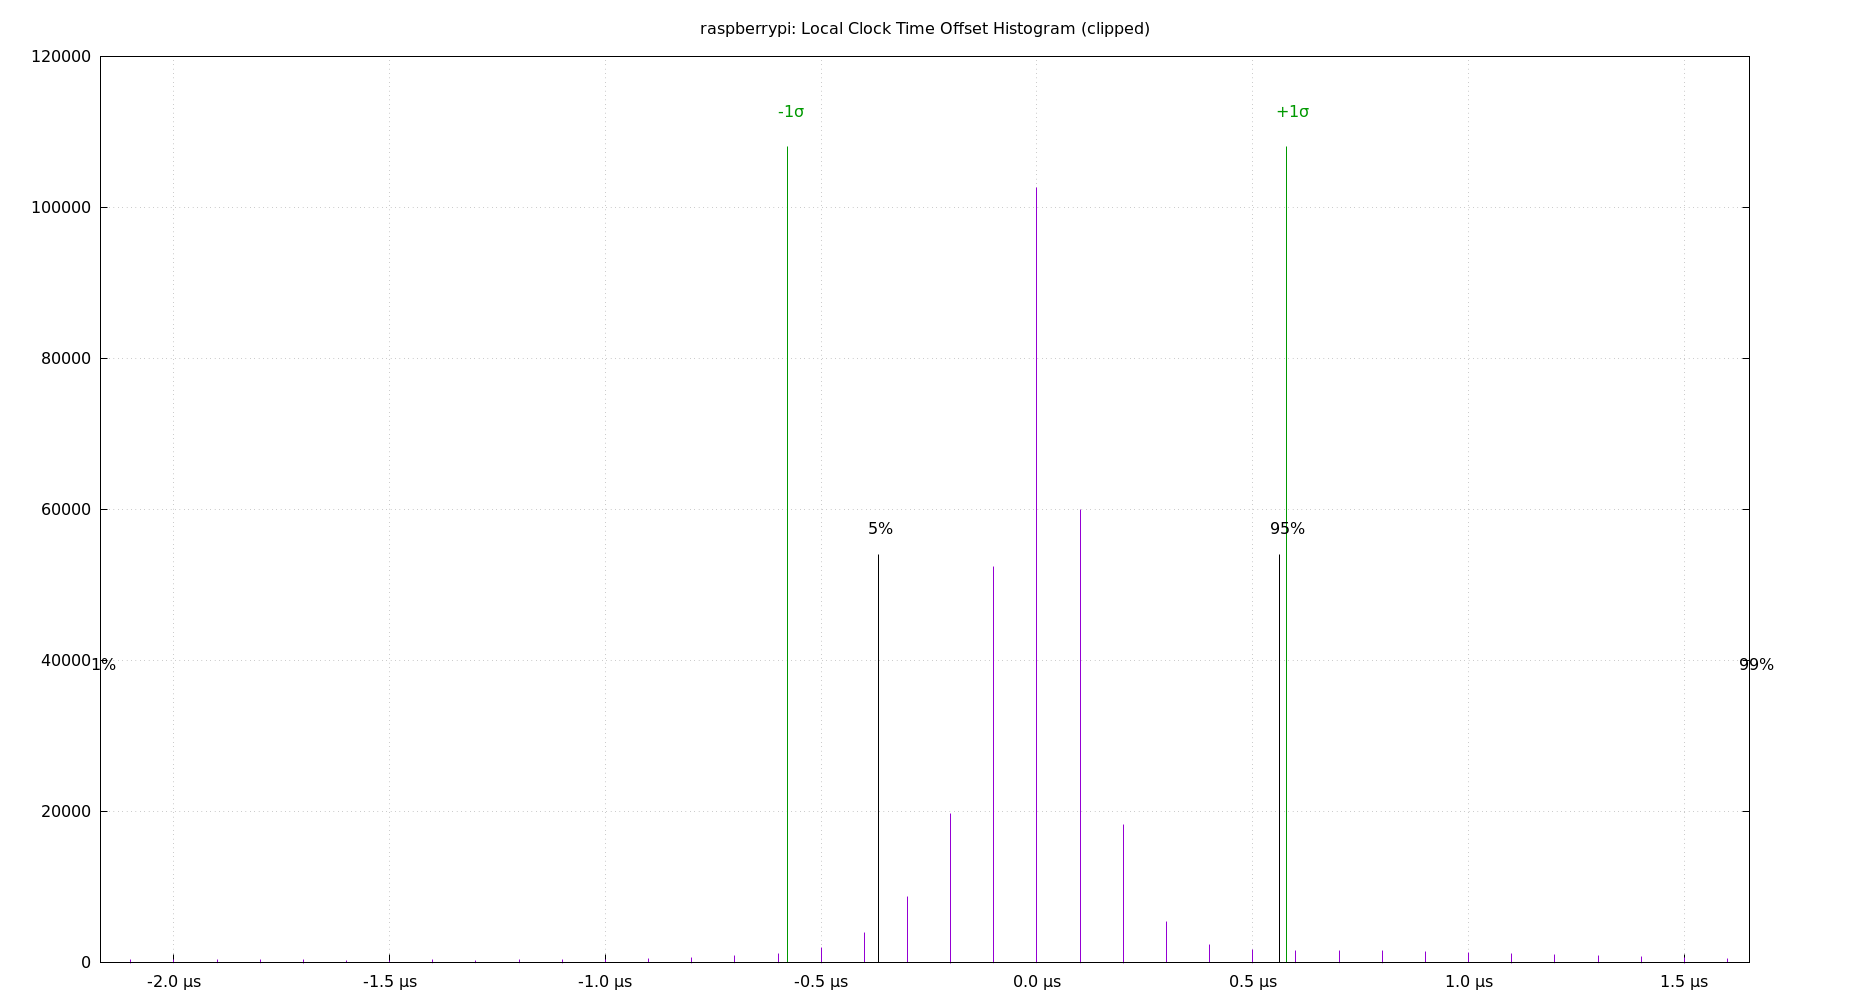 raspberrypi: Local Clock Time Offset Histogram (clipped)
120000
-1σ +1σ
100000
80000
60000
5% 95%
40000 1% 99%
20000
0
-2.0 µs -1.5 µs -1.0 µs -0.5 µs 0.0 µs 0.5 µs 1.0 µs 1.5 µs